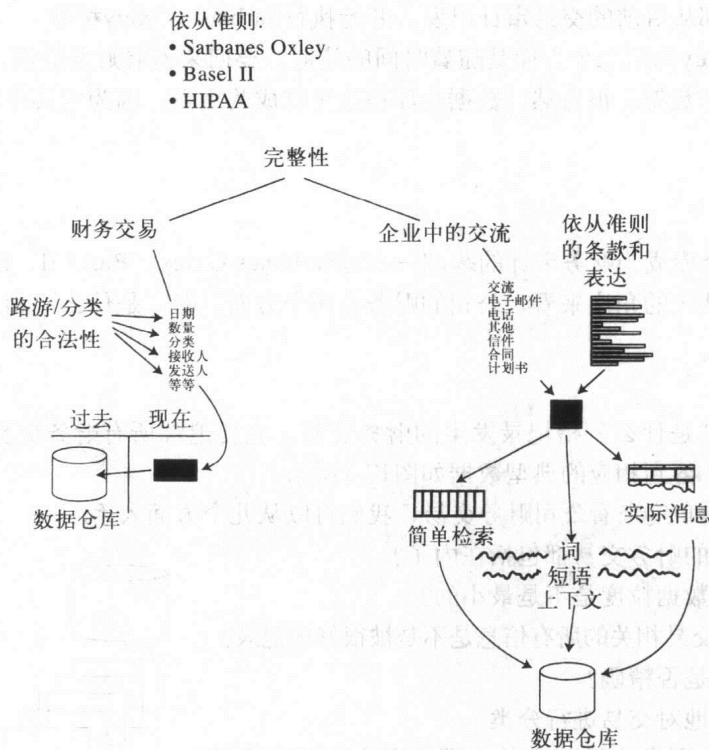 依从准则:
• Sarbanes Oxley
• Basel II
• HIPAA
完整性
财务交易
企业中的交流
依从准则
的条款和
表达
路游/分类
的合法性
日期
数量
分类
接收人
发送人
等等
交流
电子邮件
电话
其他
信件
合同
计划书
过去
现在
数据仓库
简单检索
实际消息
词
短语
上下文
数据仓库